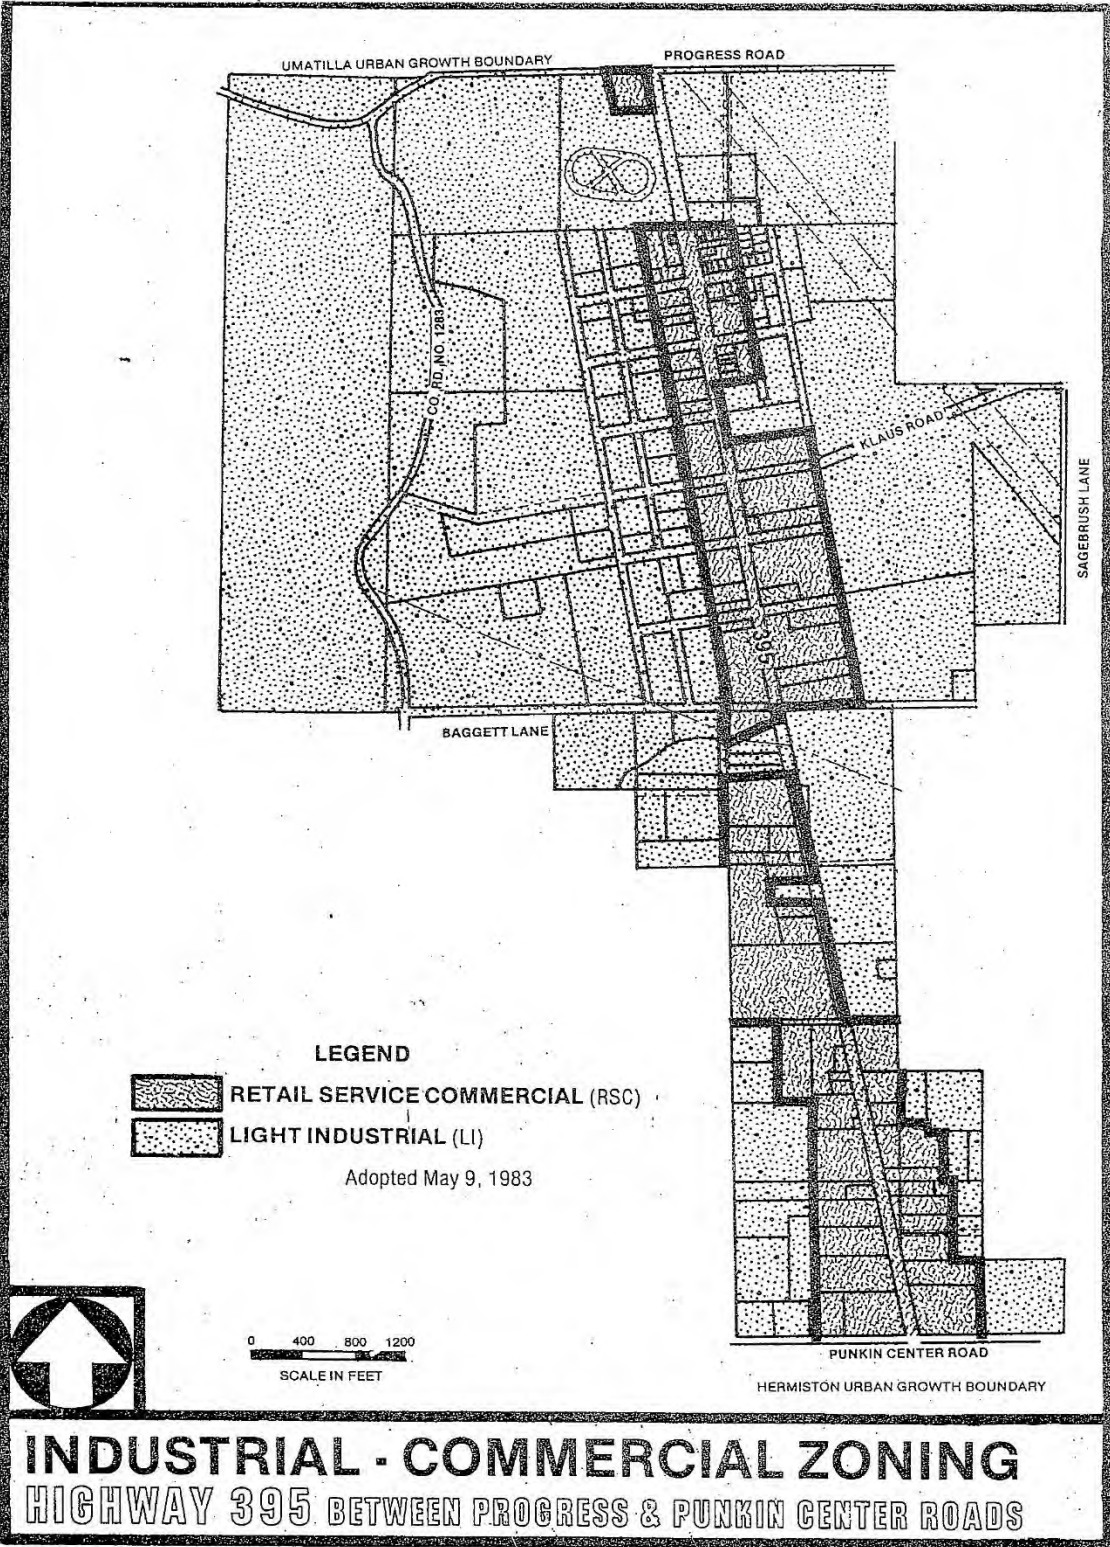 UMATILLA URBAN GROWTH BOUNDARY
PROGRESS ROAD
CO. RD. NO. 1283
KLAUS ROAD
SAGEBRUSH LANE
395
BAGGETT LANE
LEGEND
RETAIL SERVICE COMMERCIAL (RSC)
LIGHT INDUSTRIAL (LI)
Adopted May 9, 1983
0 400 800 1200
SCALE IN FEET
PUNKIN CENTER ROAD
HERMISTON URBAN GROWTH BOUNDARY
INDUSTRIAL - COMMERCIAL ZONING
HIGHWAY 395 BETWEEN PROGRESS & PUNKIN CENTER ROADS